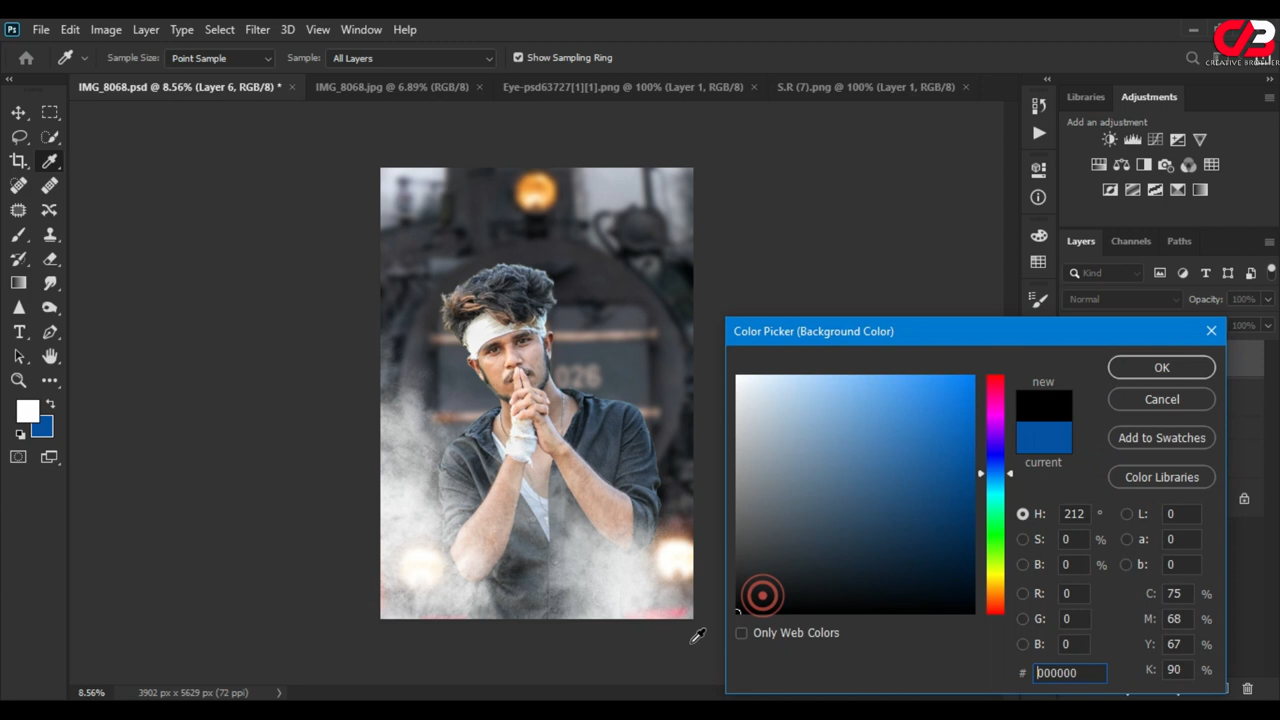 Ps File Edit Image Layer Type Select Filter 3D View Window Help
CREATIVE BROTHER
Sample Size: Point Sample Sample: All Layers Show Sampling Ring
IMG_8068.psd @ 8.56% (Layer 6, RGB/8) * × IMG_8068.jpg @ 6.89% (RGB/8) × Eye-psd63727[1][1].png @ 100% (Layer 1, RGB/8) × S.R (7).png @ 100% (Layer 1, RGB/8) ×
Libraries Adjustments
Add an adjustment
Layers Channels Paths
Kind
Normal Opacity: 100%
100%
026
Color Picker (Background Color)
OK
new
Cancel
Add to Swatches
current
Color Libraries
H: 212 ° L: 0
S: 0 % a: 0
B: 0 % b: 0
R: 0 C: 75 %
G: 0 M: 68 %
B: 0 Y: 67 %
# 000000 K: 90 %
Only Web Colors
8.56% 3902 px x 5629 px (72 ppi)